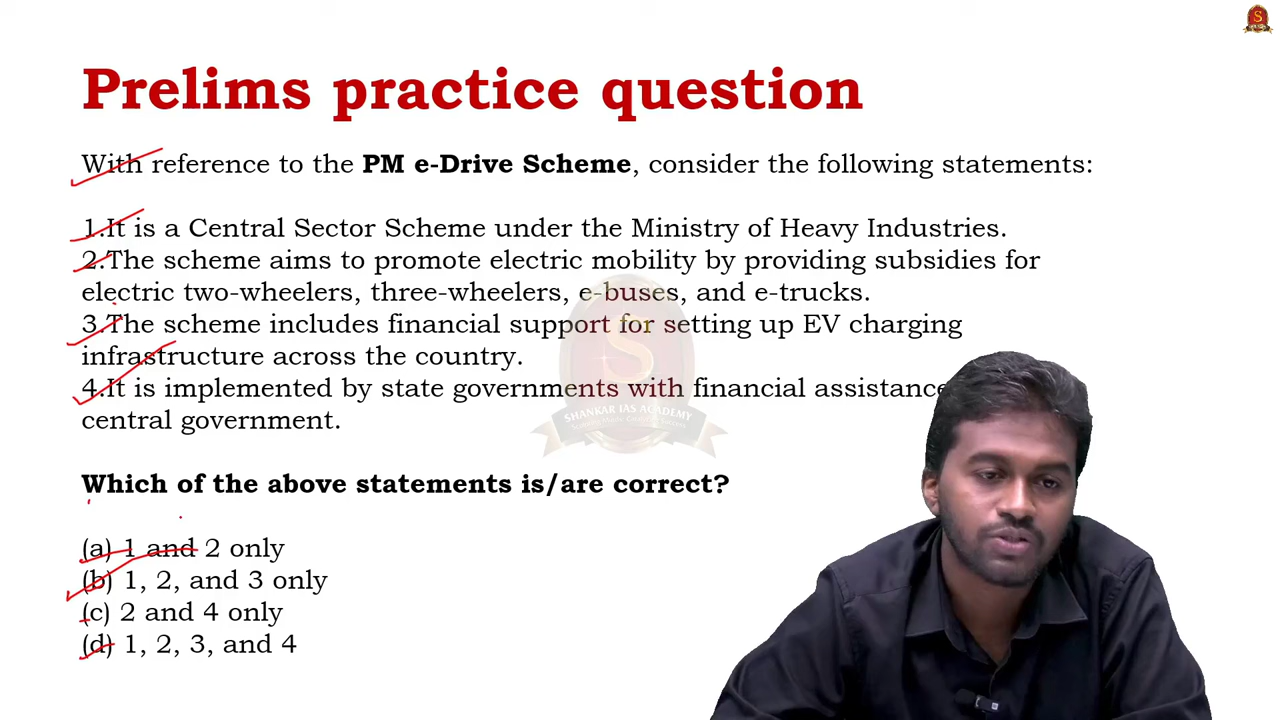 Prelims practice question
With reference to the PM e-Drive Scheme, consider the following statements:
1.It is a Central Sector Scheme under the Ministry of Heavy Industries.
2.The scheme aims to promote electric mobility by providing subsidies for
electric two-wheelers, three-wheelers, e-buses, and e-trucks.
3.The scheme includes financial support for setting up EV charging
infrastructure across the country.
4.It is implemented by state governments with financial assistance
central government.
Which of the above statements is/are correct?
(a) 1 and 2 only
(b) 1, 2, and 3 only
(c) 2 and 4 only
(d) 1, 2, 3, and 4
S
S
SHANKAR IAS ACADEMY